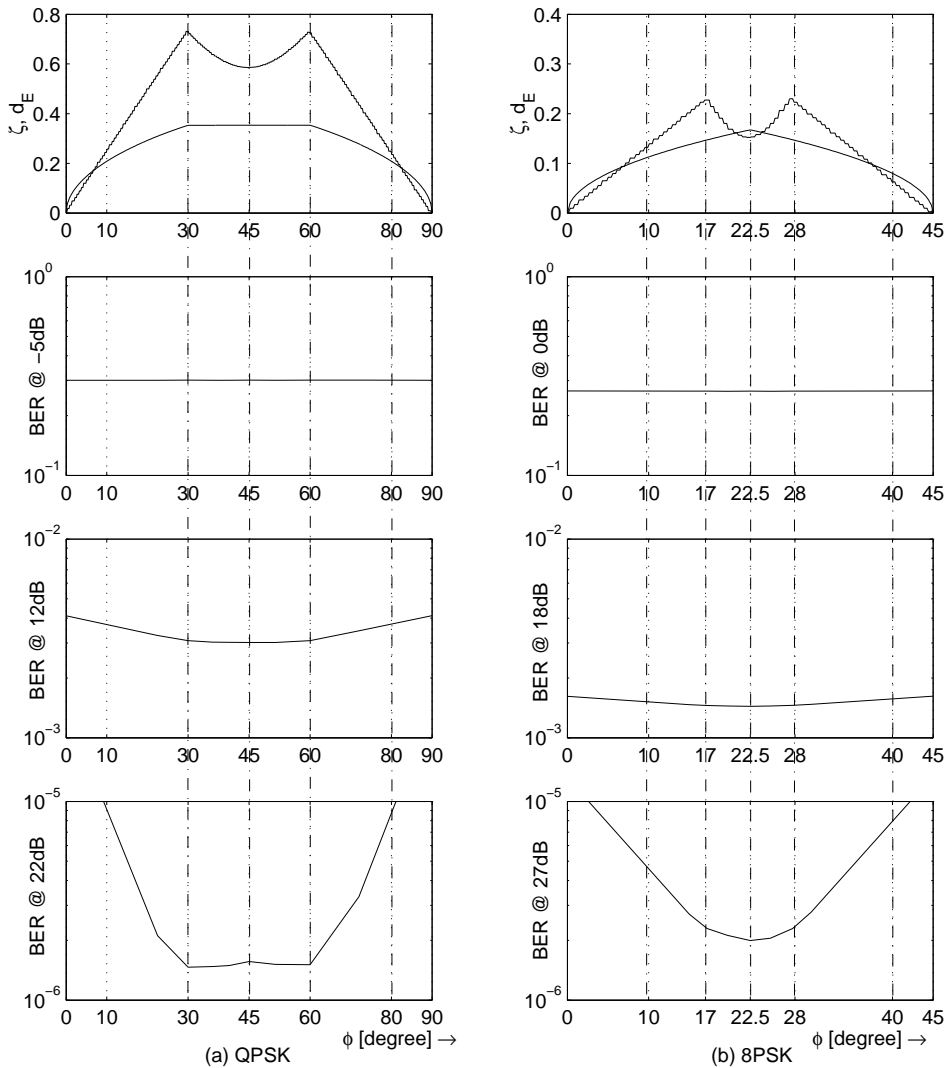 0.8
0.6
0.4
0.2
0
ζ, d_E
0 10 30 45 60 80 90
0.4
0.3
0.2
0.1
0
ζ, d_E
0 10 17 22.5 28 40 45
10^0
10^−1
BER @ −5dB
0 10 30 45 60 80 90
10^0
10^−1
BER @ 0dB
0 10 17 22.5 28 40 45
10^−2
10^−3
BER @ 12dB
0 10 30 45 60 80 90
10^−2
10^−3
BER @ 18dB
0 10 17 22.5 28 40 45
10^−5
10^−6
BER @ 22dB
0 10 30 45 60 80 90
ϕ [degree] →
(a) QPSK
10^−5
10^−6
BER @ 27dB
0 10 17 22.5 28 40 45
ϕ [degree] →
(b) 8PSK